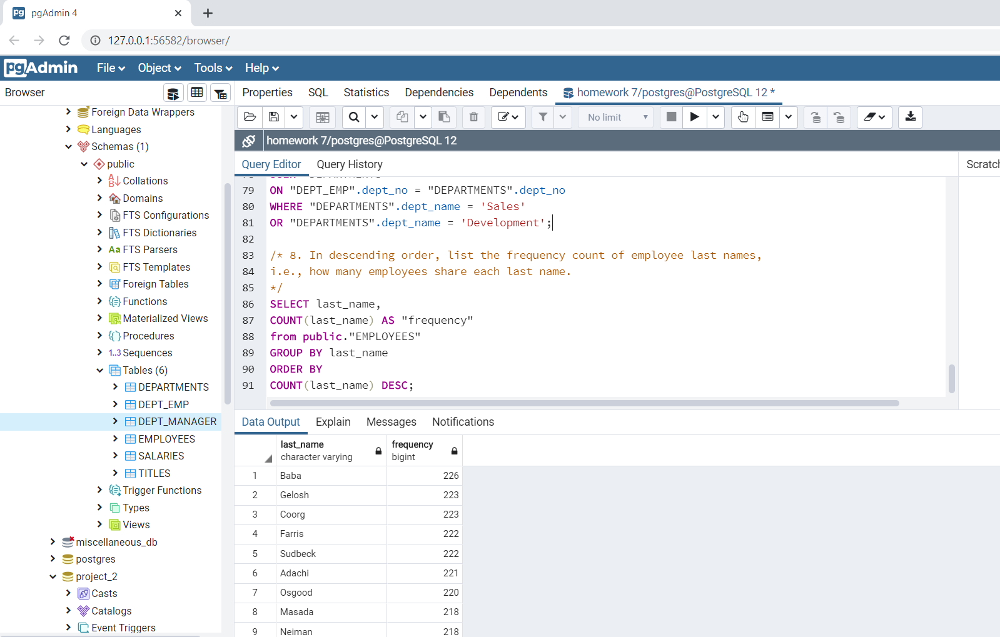 pgAdmin 4
127.0.0.1:56582/browser/
pgAdmin File Object Tools Help
Browser
Properties SQL Statistics Dependencies Dependents homework 7/postgres@PostgreSQL 12 *
No limit
homework 7/postgres@PostgreSQL 12
Query Editor Query History
Scratch
Foreign Data Wrappers
Languages
Schemas (1)
public
Collations
Domains
FTS Configurations
FTS Dictionaries
Aa FTS Parsers
FTS Templates
Foreign Tables
Functions
Materialized Views
Procedures
1..3 Sequences
Tables (6)
DEPARTMENTS
DEPT_EMP
DEPT_MANAGER
EMPLOYEES
SALARIES
TITLES
Trigger Functions
Types
Views
miscellaneous_db
postgres
project_2
Casts
Catalogs
Event Triggers
79 ON "DEPT_EMP".dept_no = "DEPARTMENTS".dept_no
80 WHERE "DEPARTMENTS".dept_name = 'Sales'
81 OR "DEPARTMENTS".dept_name = 'Development';
82
83 /* 8. In descending order, list the frequency count of employee last names,
84 i.e., how many employees share each last name.
85 */
86 SELECT last_name,
87 COUNT(last_name) AS "frequency"
88 from public."EMPLOYEES"
89 GROUP BY last_name
90 ORDER BY
91 COUNT(last_name) DESC;
Data Output Explain Messages Notifications
last_name frequency
character varying bigint
1 Baba 226
2 Gelosh 223
3 Coorg 223
4 Farris 222
5 Sudbeck 222
6 Adachi 221
7 Osgood 220
8 Masada 218
9 Neiman 218